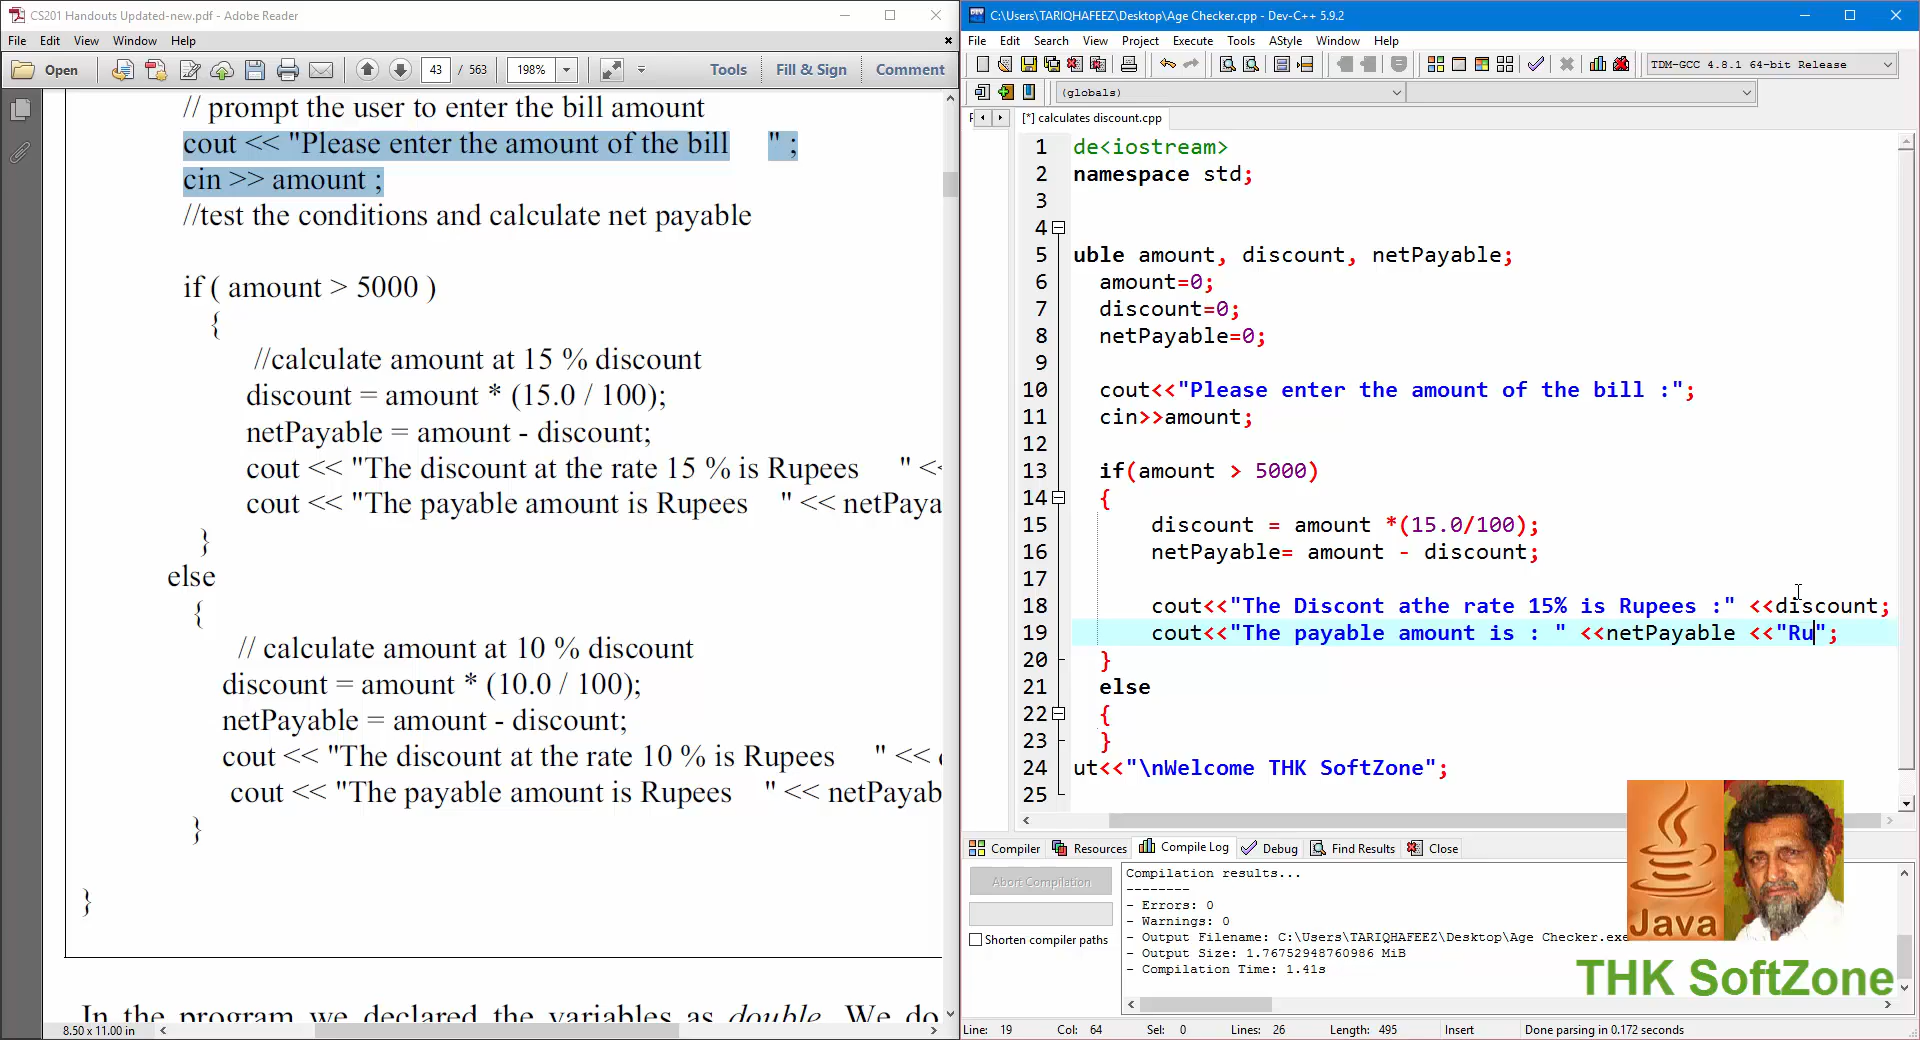 CS201 Handouts Updated-new.pdf - Adobe Reader
File Edit View Window Help
Open 43 / 563 198% Tools Fill & Sign Comment
// prompt the user to enter the bill amount
cout << "Please enter the amount of the bill " ;
cin >> amount ;
//test the conditions and calculate net payable
if ( amount > 5000 )
{
//calculate amount at 15 % discount
discount = amount * (15.0 / 100);
netPayable = amount - discount;
cout << "The discount at the rate 15 % is Rupees " <<
cout << "The payable amount is Rupees " << netPaya
}
else
{
// calculate amount at 10 % discount
discount = amount * (10.0 / 100);
netPayable = amount - discount;
cout << "The discount at the rate 10 % is Rupees " <<
cout << "The payable amount is Rupees " << netPayab
}
}
In the program we declared the variables as double. We do
8.50 x 11.00 in
C:\Users\TARIQHAFEEZ\Desktop\Age Checker.cpp - Dev-C++ 5.9.2
File Edit Search View Project Execute Tools AStyle Window Help
TDM-GCC 4.8.1 64-bit Release
(globals)
[*] calculates discount.cpp
1 de<iostream>
2 namespace std;
3
4
5 uble amount, discount, netPayable;
6 amount=0;
7 discount=0;
8 netPayable=0;
9
10 cout<<"Please enter the amount of the bill :";
11 cin>>amount;
12
13 if(amount > 5000)
14 {
15 discount = amount *(15.0/100);
16 netPayable= amount - discount;
17
18 cout<<"The Discont athe rate 15% is Rupees :" <<discount;
19 cout<<"The payable amount is : " <<netPayable <<"Ru";
20 }
21 else
22 {
23 }
24 ut<<"\nWelcome THK SoftZone";
25
Compiler Resources Compile Log Debug Find Results Close
Abort Compilation
Shorten compiler paths
Compilation results...
--------
- Errors: 0
- Warnings: 0
- Output Filename: C:\Users\TARIQHAFEEZ\Desktop\Age Checker.exe
- Output Size: 1.76752948760986 MiB
- Compilation Time: 1.41s
Java
THK SoftZone
Line: 19 Col: 64 Sel: 0 Lines: 26 Length: 495 Insert Done parsing in 0.172 seconds